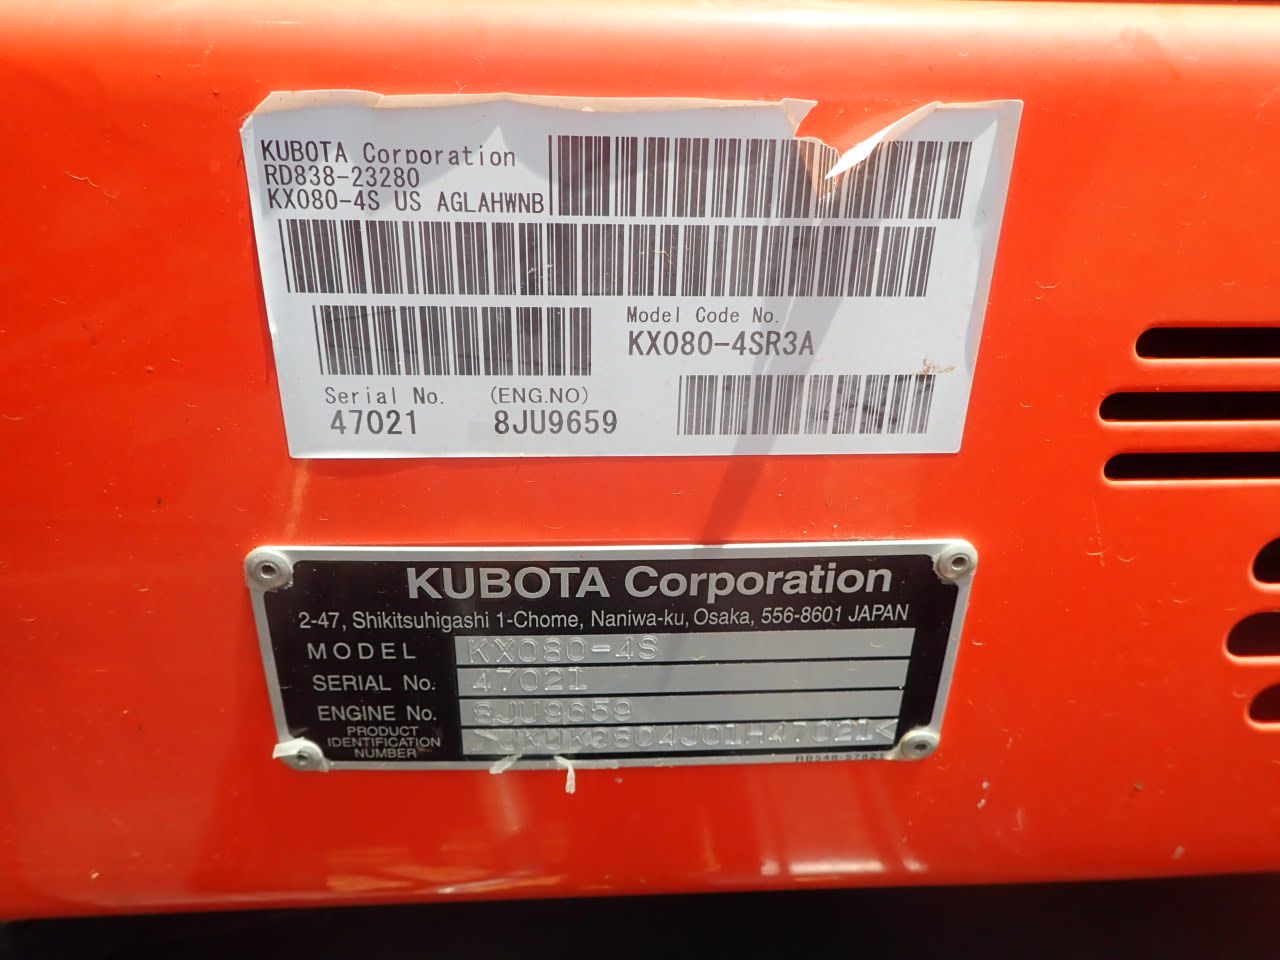 KUBOTA Corporation
RD838-23280
KX080-4S US AGLAHWNB
Model Code No.
KX080-4SR3A
Serial No. (ENG.NO)
47021 8JU9659
KUBOTA Corporation
2-47, Shikitsuhigashi 1-Chome, Naniwa-ku, Osaka, 556-8601 JAPAN
MODEL KX080-4S
SERIAL No. 47021
ENGINE No. 8JU9659
PRODUCT
IDENTIFICATION
NUMBER
>JKUK0804J01H47021<